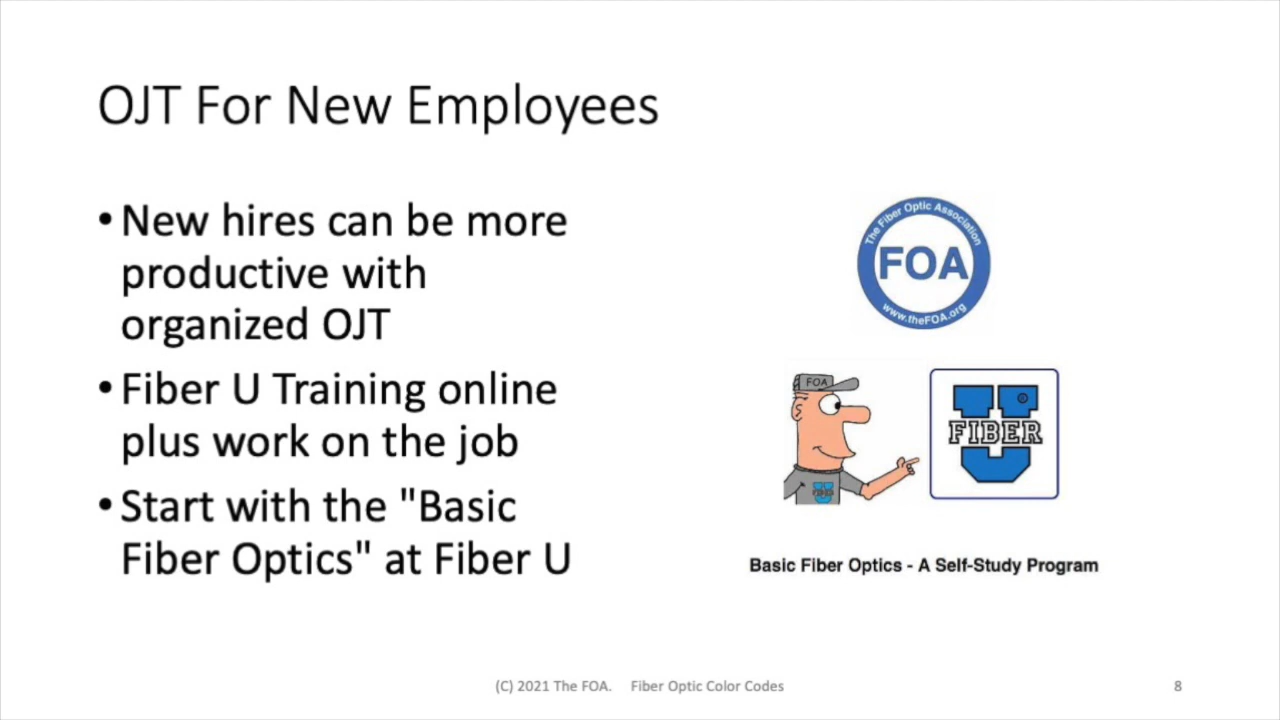 OJT For New Employees
• New hires can be more
productive with
organized OJT
• Fiber U Training online
plus work on the job
• Start with the "Basic
Fiber Optics" at Fiber U
The Fiber Optic Association
FOA
www.theFOA.org
FOA
FIBER
U
FIBER
U
Basic Fiber Optics - A Self-Study Program
(C) 2021 The FOA. Fiber Optic Color Codes
8